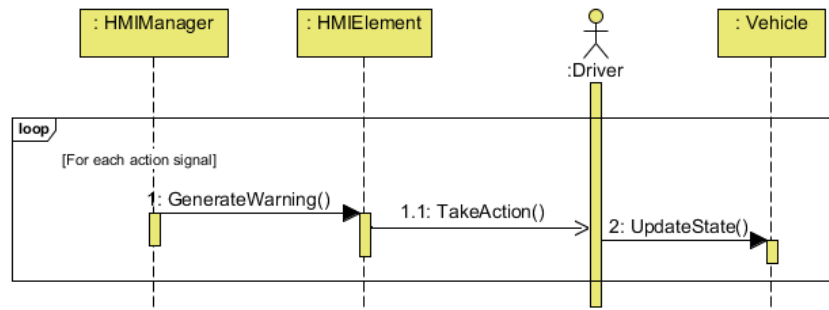 : HMIManager
: HMIElement
:Driver
: Vehicle
loop
[For each action signal]
1: GenerateWarning()
1.1: TakeAction()
2: UpdateState()